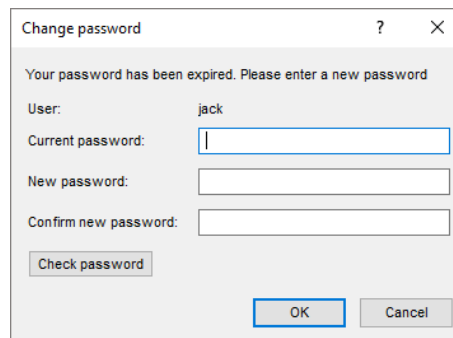 Change password ?
Your password has been expired. Please enter a new password
User: jack
Current password:
New password:
Confirm new password:
Check password
OK Cancel